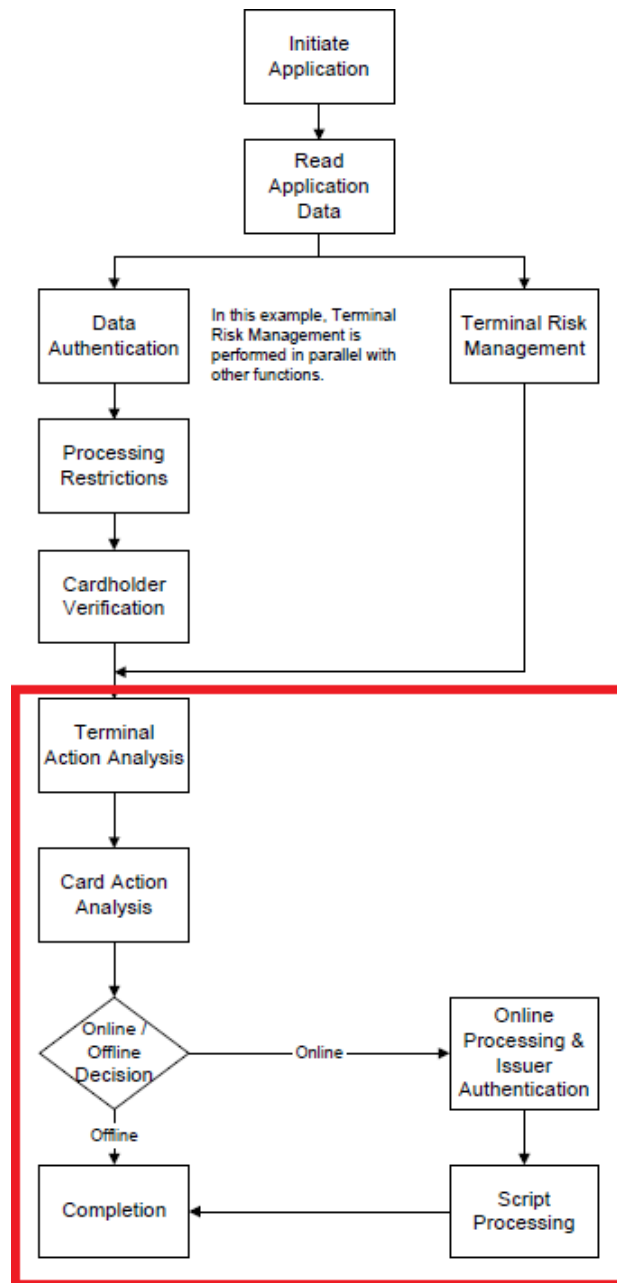 Initiate
Application
Read
Application
Data
Data
Authentication
In this example, Terminal
Risk Management is
performed in parallel with
other functions.
Terminal Risk
Management
Processing
Restrictions
Cardholder
Verification
Terminal
Action Analysis
Card Action
Analysis
Online /
Offline
Decision
Online
Online
Processing &
Issuer
Authentication
Offline
Completion
Script
Processing